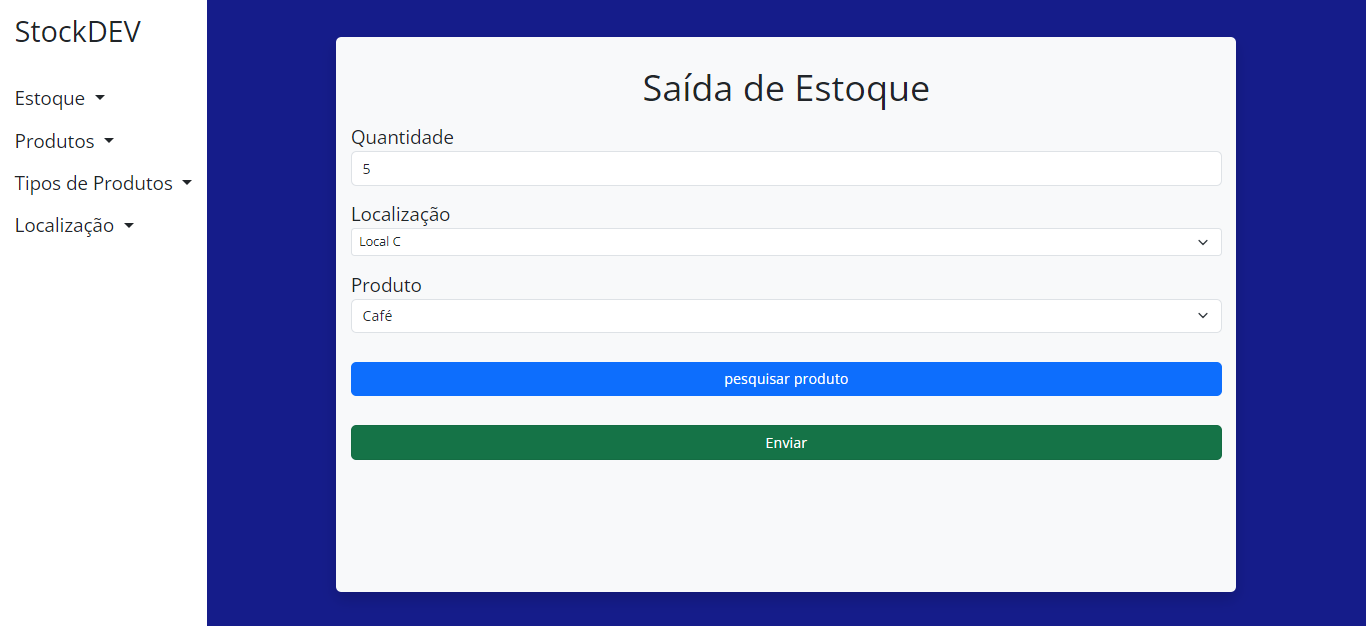 StockDEV
Estoque
Produtos
Tipos de Produtos
Localização
Saída de Estoque
Quantidade
5
Localização
Local C
Produto
Café
pesquisar produto
Enviar